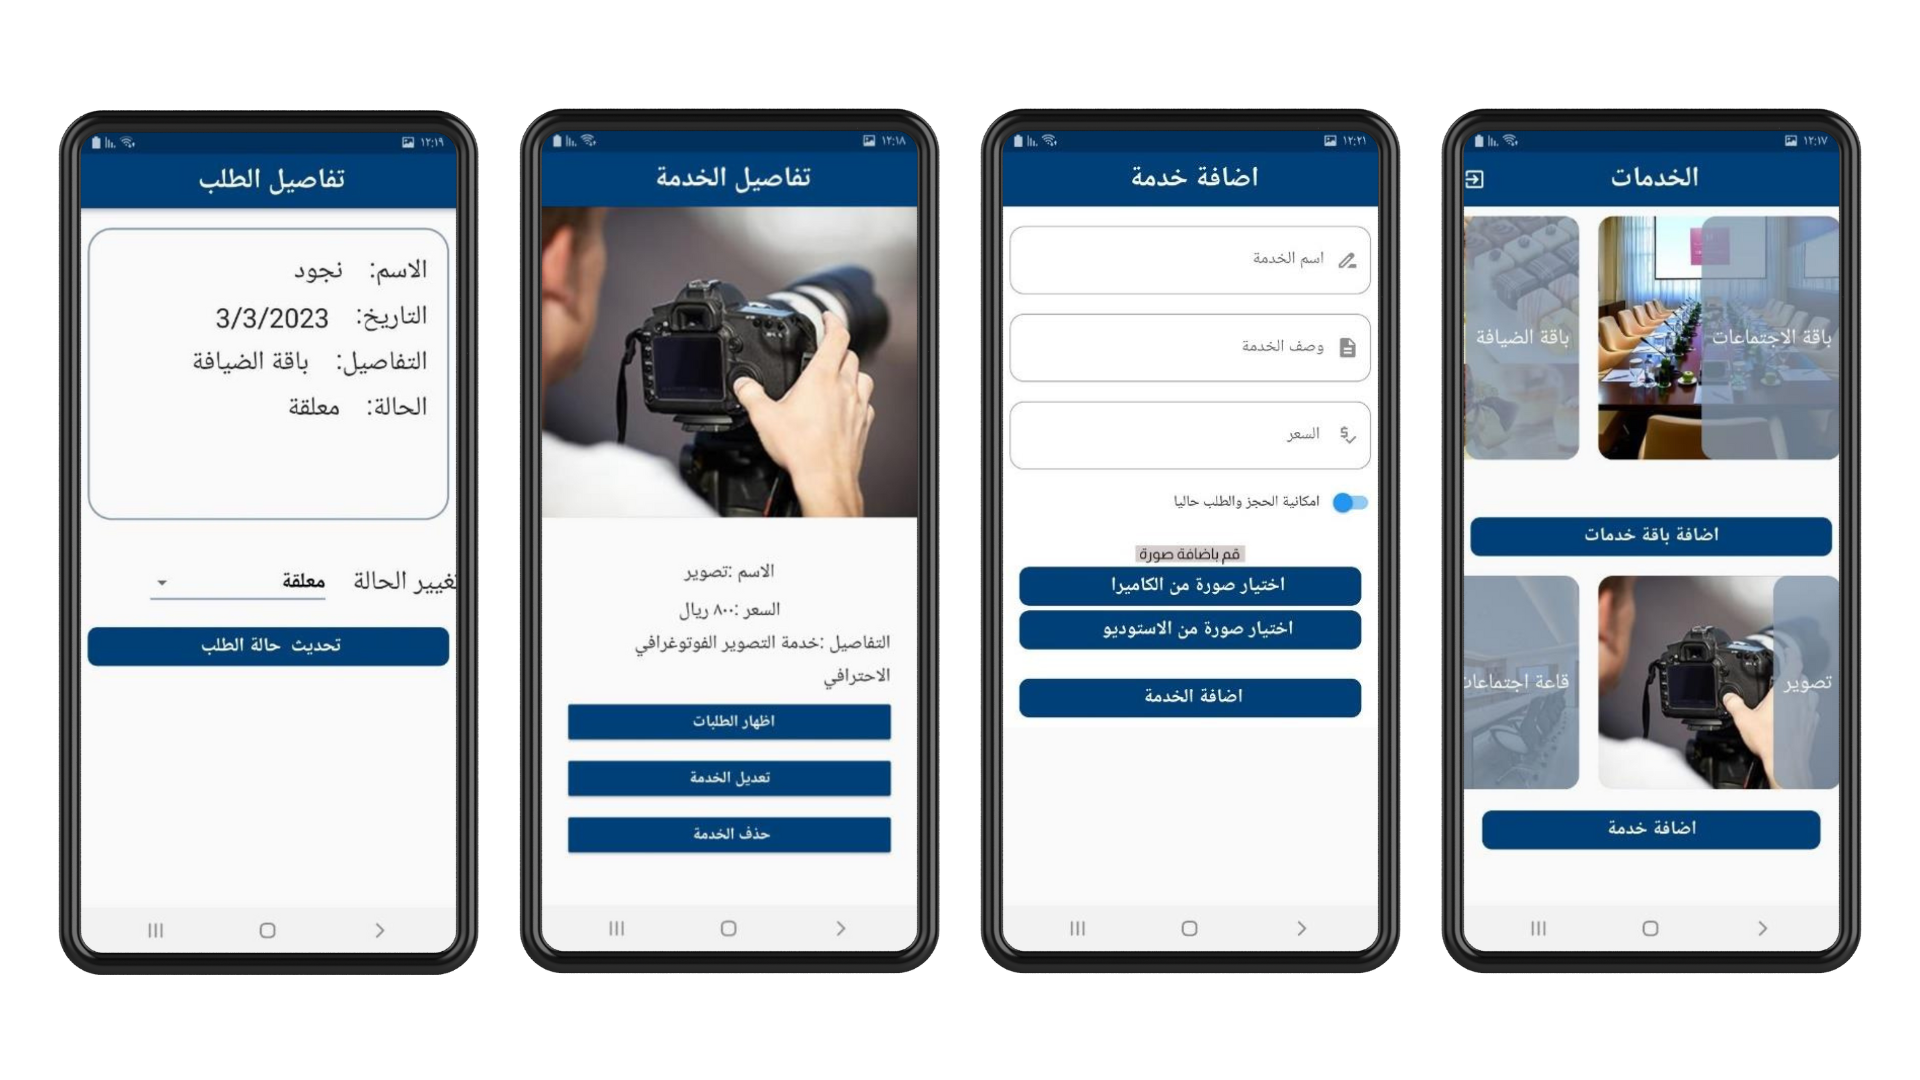 ١٢:١٧
الخدمات
باقة الاجتماعات
باقة الضيافة
اضافة باقة خدمات
تصوير
قاعة اجتماعات
اضافة خدمة
١٢:٢١
اضافة خدمة
اسم الخدمة
وصف الخدمة
السعر
امكانية الحجز والطلب حاليا
قم باضافة صورة
اختيار صورة من الكاميرا
اختيار صورة من الاستوديو
اضافة الخدمة
١٢:١٨
تفاصيل الخدمة
الاسم :تصوير
السعر :٨٠٠ ريال
التفاصيل :خدمة التصوير الفوتوغرافي
الاحترافي
اظهار الطلبات
تعديل الخدمة
حذف الخدمة
١٢:١٩
تفاصيل الطلب
الاسم: نجود
التاريخ: 3/3/2023
التفاصيل: باقة الضيافة
الحالة: معلقة
تغيير الحالة معلقة
تحديث حالة الطلب